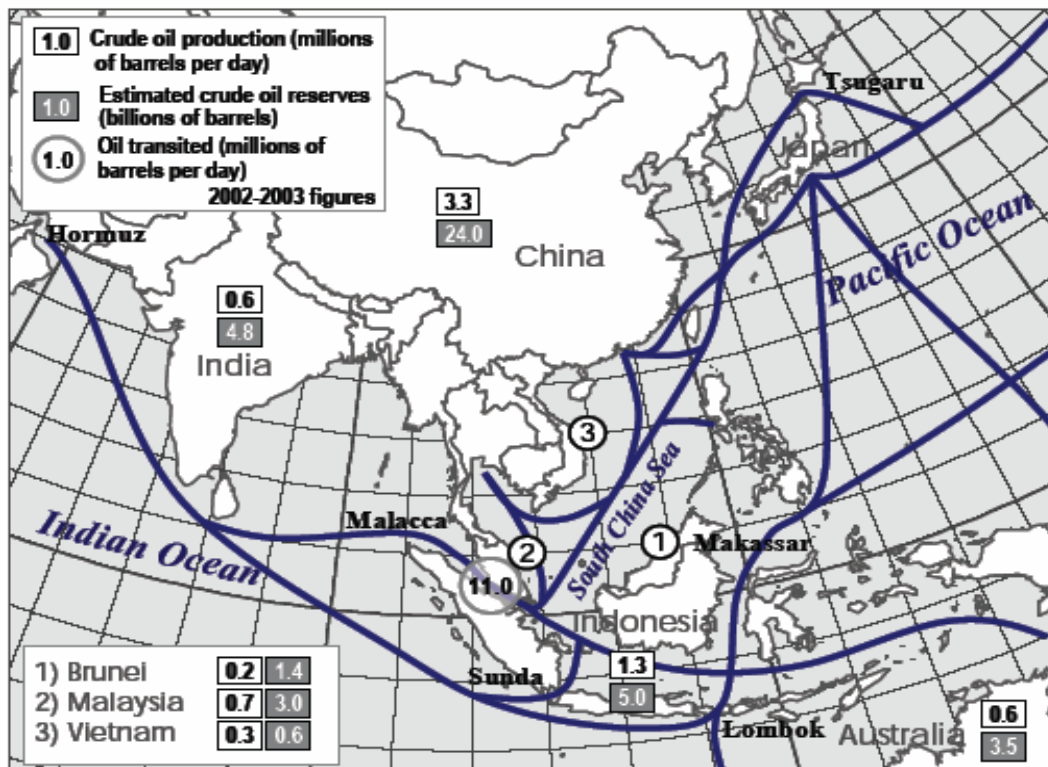 1.0 Crude oil production (millions
of barrels per day)
1.0 Estimated crude oil reserves
(billions of barrels)
1.0 Oil transited (millions of
barrels per day)
2002-2003 figures
Tsugaru
Japan
Hormuz
3.3
24.0
China
Pacific Ocean
0.6
4.8
India
3
South China Sea
Malacca
Indian Ocean
2
1
Makassar
11.0
Indonesia
1.3
5.0
Sunda
Lombok
Australia
0.6
3.5
1) Brunei 0.2 1.4
2) Malaysia 0.7 3.0
3) Vietnam 0.3 0.6